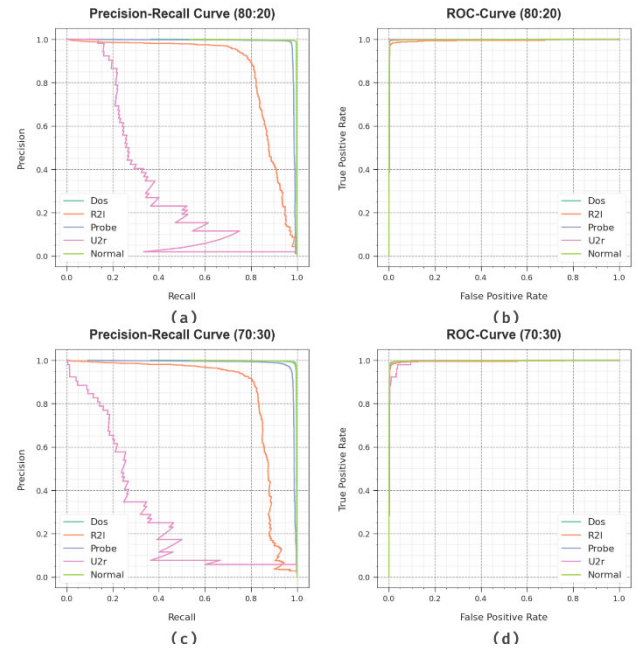 Precision-Recall Curve (80:20)
ROC-Curve (80:20)
1.0
0.8
0.6
0.4
0.2
0.0
Precision
Dos
R2l
Probe
U2r
Normal
0.0 0.2 0.4 0.6 0.8 1.0
Recall
1.0
0.8
0.6
0.4
0.2
0.0
True Positive Rate
Dos
R2l
Probe
U2r
Normal
0.0 0.2 0.4 0.6 0.8 1.0
False Positive Rate
(a)
(b)
Precision-Recall Curve (70:30)
ROC-Curve (70:30)
1.0
0.8
0.6
0.4
0.2
0.0
Precision
Dos
R2l
Probe
U2r
Normal
0.0 0.2 0.4 0.6 0.8 1.0
Recall
1.0
0.8
0.6
0.4
0.2
0.0
True Positive Rate
Dos
R2l
Probe
U2r
Normal
0.0 0.2 0.4 0.6 0.8 1.0
False Positive Rate
(c)
(d)